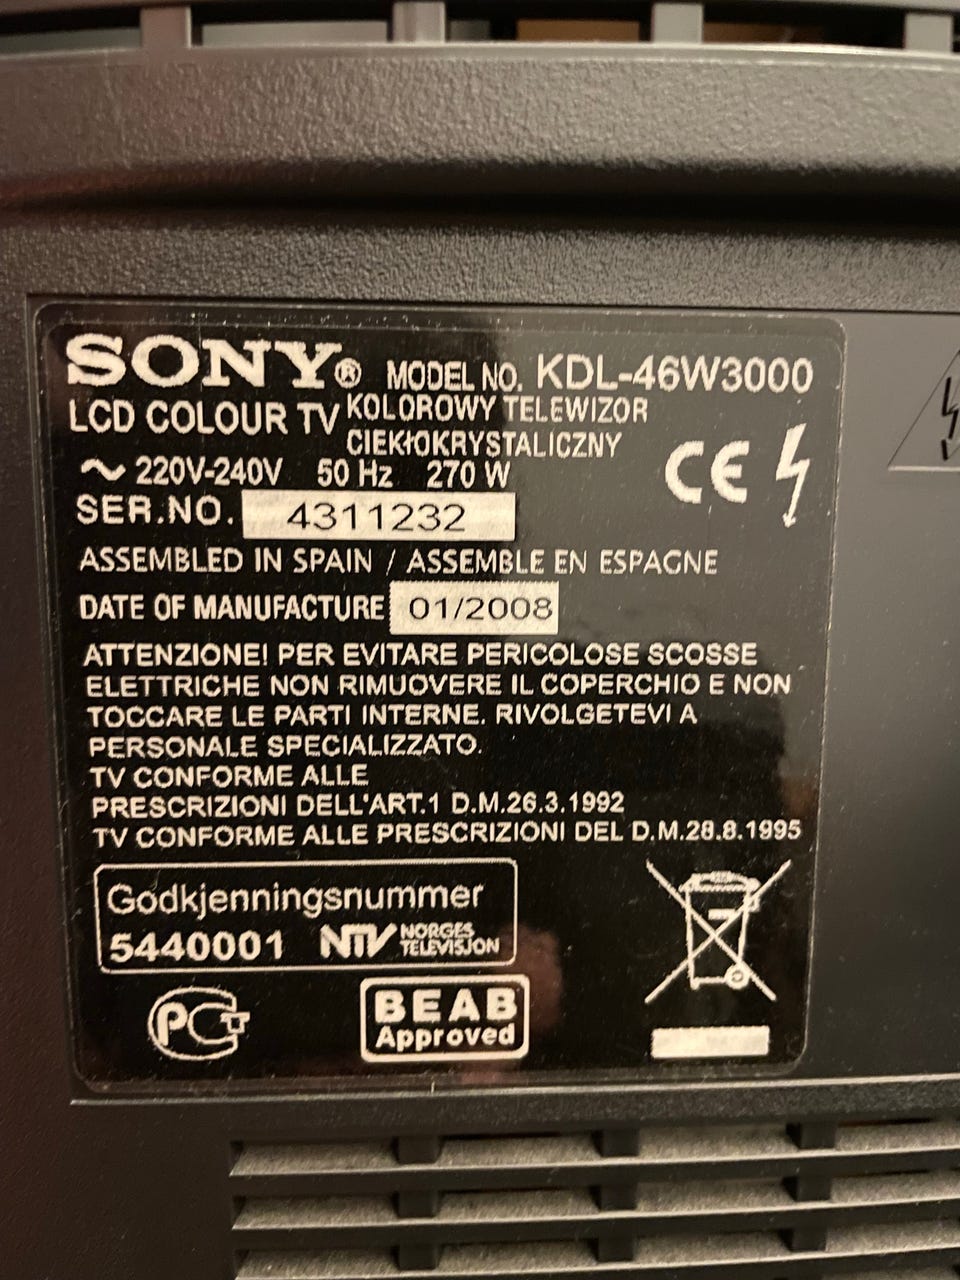 SONY® MODEL NO. KDL-46W3000
LCD COLOUR TV KOLOROWY TELEWIZOR
CIEKŁOKRYSTALICZNY
~ 220V-240V 50 Hz 270 W
CE
SER.NO. 4311232
ASSEMBLED IN SPAIN / ASSEMBLE EN ESPAGNE
DATE OF MANUFACTURE 01/2008
ATTENZIONE! PER EVITARE PERICOLOSE SCOSSE
ELETTRICHE NON RIMUOVERE IL COPERCHIO E NON
TOCCARE LE PARTI INTERNE. RIVOLGETEVI A
PERSONALE SPECIALIZZATO.
TV CONFORME ALLE
PRESCRIZIONI DELL'ART.1 D.M.26.3.1992
TV CONFORME ALLE PRESCRIZIONI DEL D.M.28.8.1995
Godkjenningsnummer
5440001 NTV NORGES
TELEVISJON
PCT
BEAB
Approved